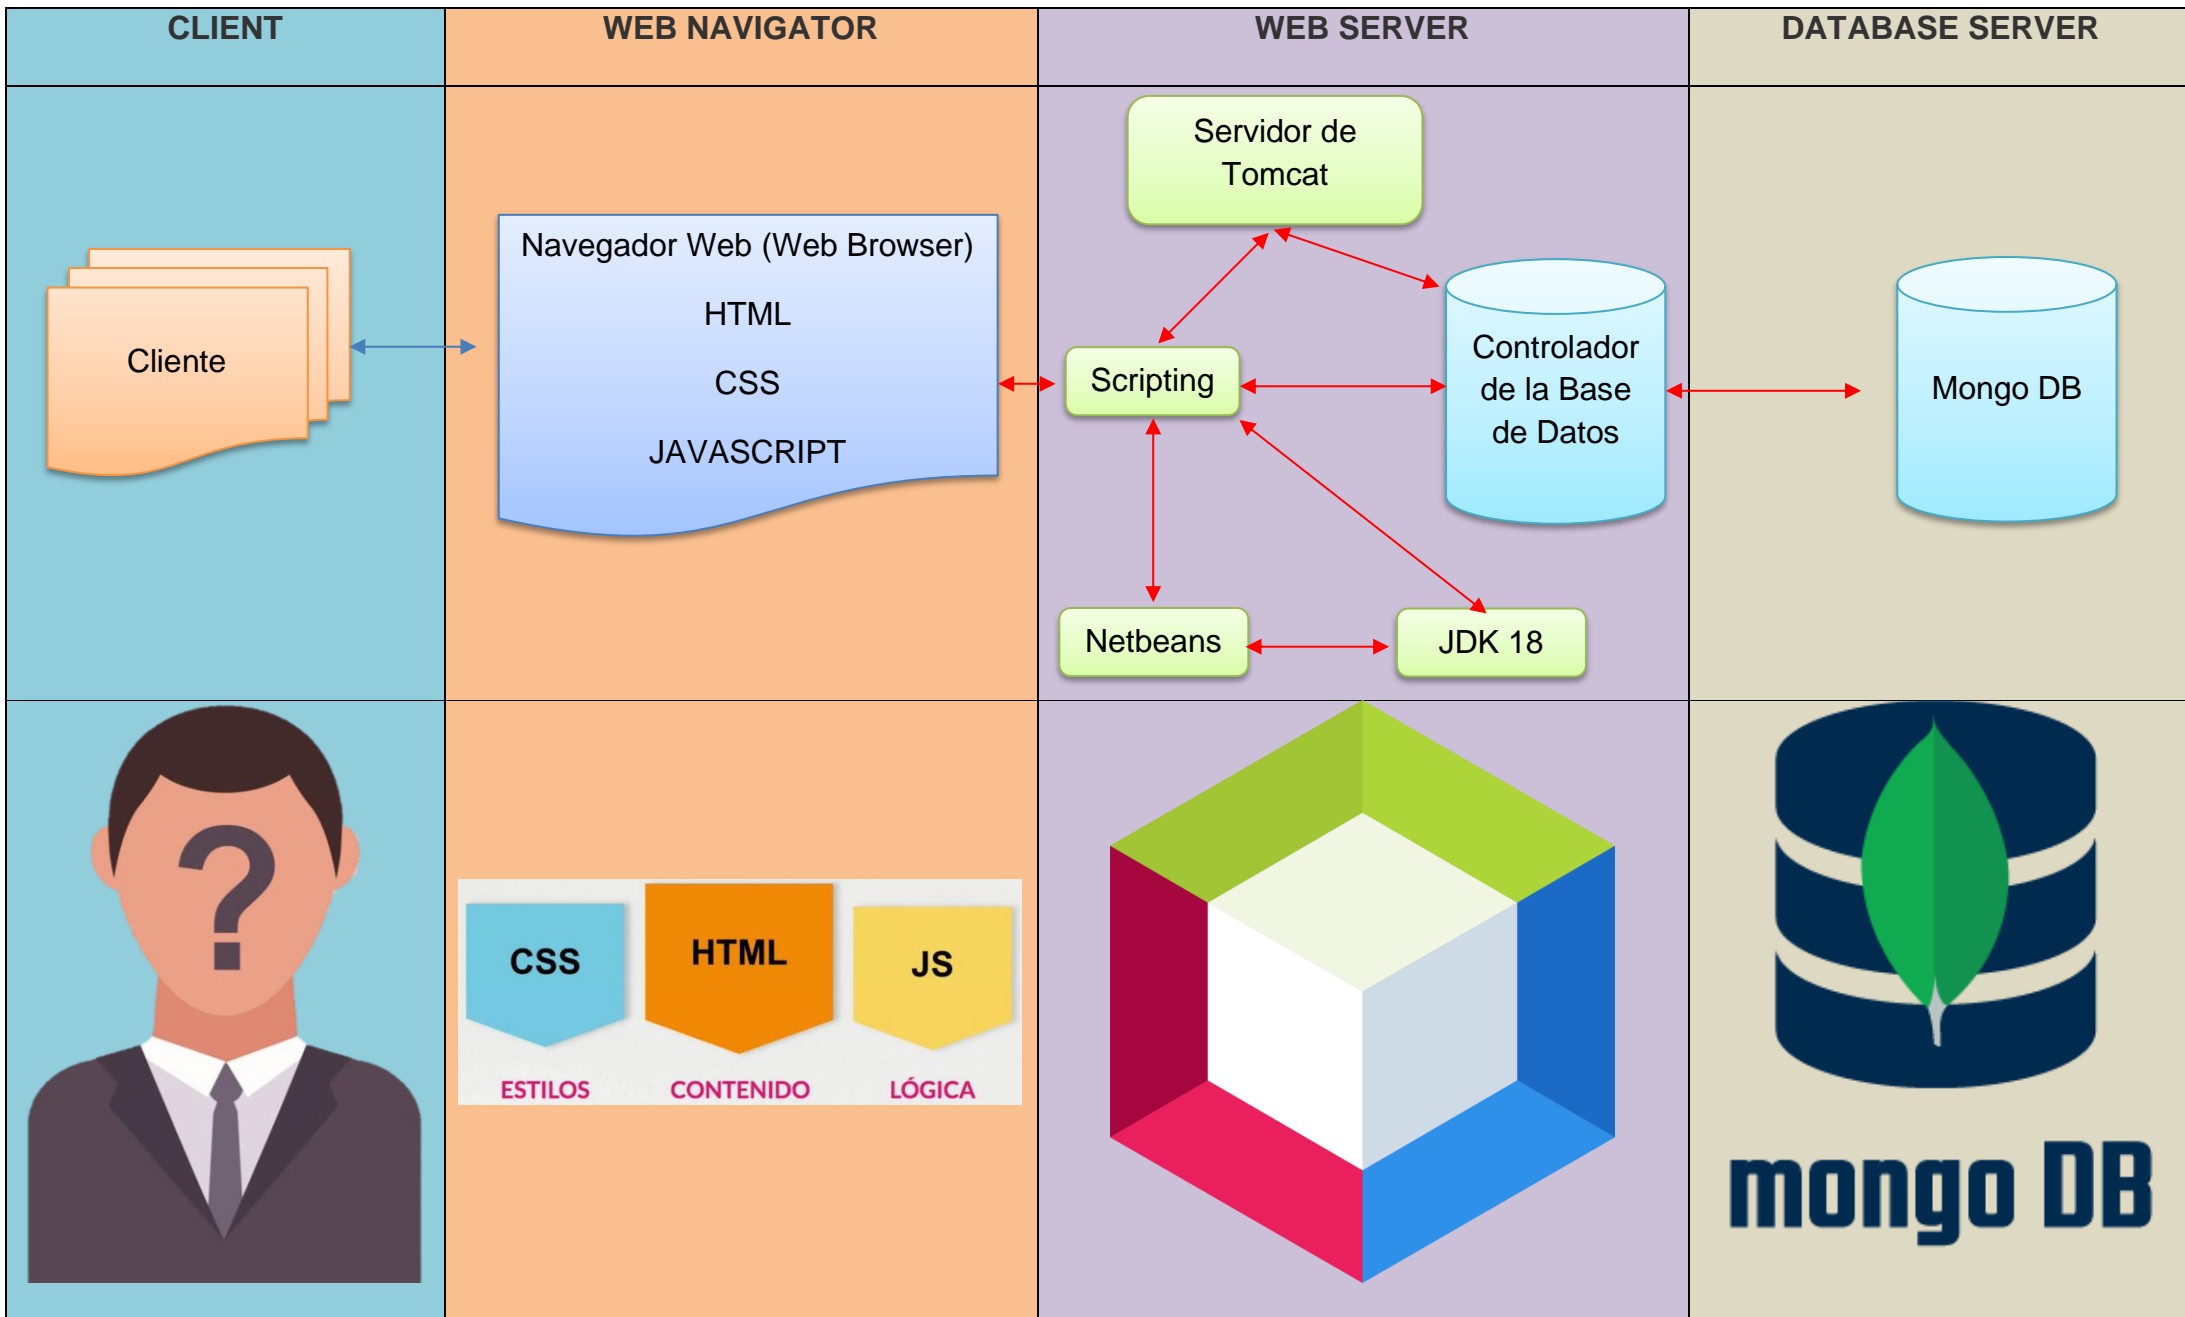 CLIENT
WEB NAVIGATOR
WEB SERVER
DATABASE SERVER
Cliente
Navegador Web (Web Browser)
HTML
CSS
JAVASCRIPT
Servidor de
Tomcat
Scripting
Controlador
de la Base
de Datos
Netbeans
JDK 18
Mongo DB
?
CSS
HTML
JS
ESTILOS
CONTENIDO
LÓGICA
mongo DB